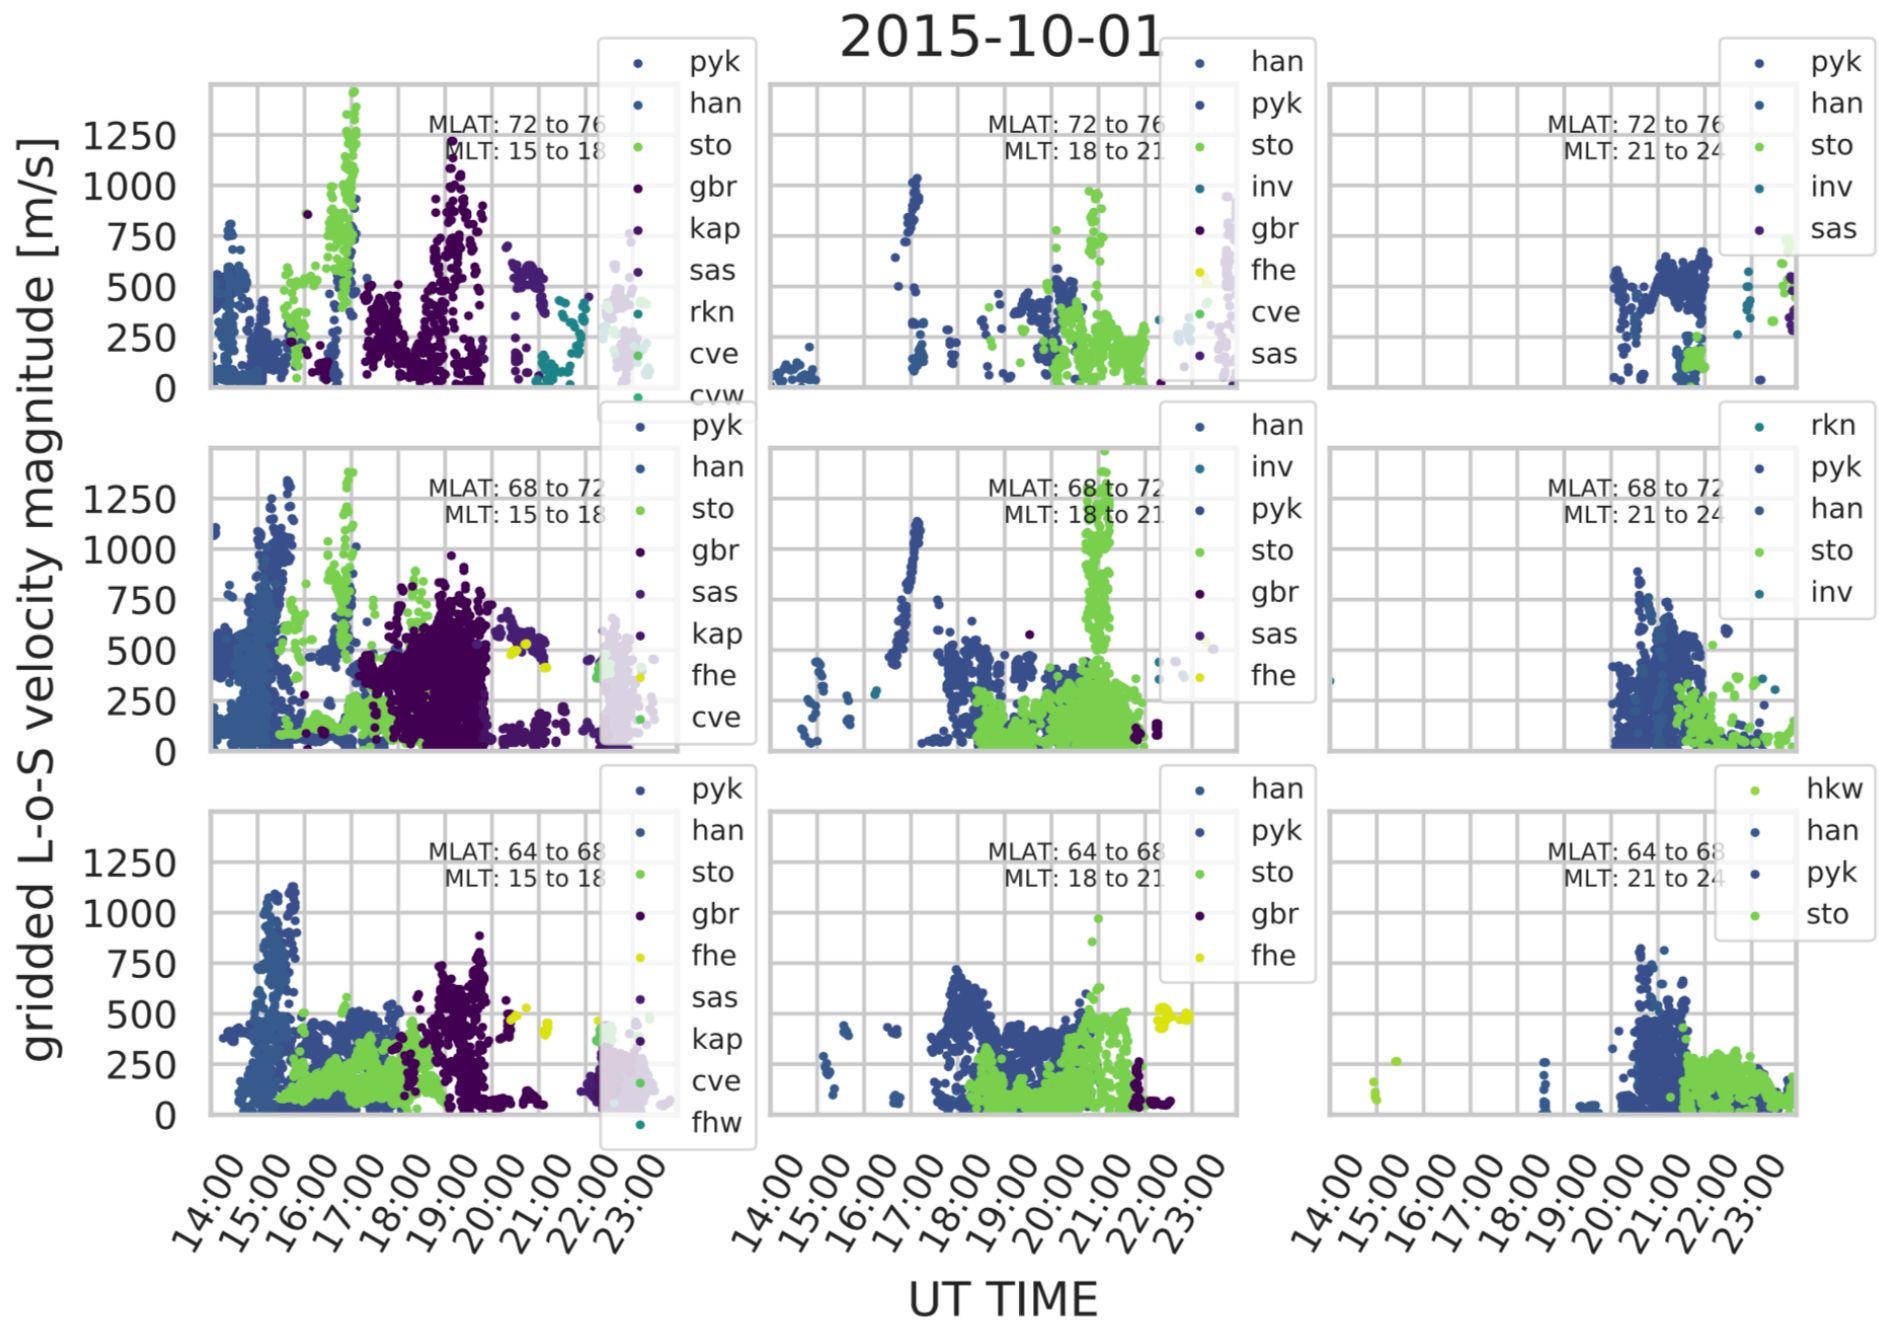 2015-10-01
gridded L-o-S velocity magnitude [m/s]
1250
1000
750
500
250
0
MLAT: 72 to 76
MLT: 15 to 18
pyk
han
sto
gbr
kap
sas
rkn
cve
cvw
MLAT: 72 to 76
MLT: 18 to 21
han
pyk
sto
inv
gbr
fhe
cve
sas
MLAT: 72 to 76
MLT: 21 to 24
pyk
han
sto
inv
sas
1250
1000
750
500
250
0
MLAT: 68 to 72
MLT: 15 to 18
pyk
han
sto
gbr
sas
kap
fhe
cve
MLAT: 68 to 72
MLT: 18 to 21
han
inv
pyk
sto
gbr
sas
fhe
MLAT: 68 to 72
MLT: 21 to 24
rkn
pyk
han
sto
inv
1250
1000
750
500
250
0
MLAT: 64 to 68
MLT: 15 to 18
pyk
han
sto
gbr
fhe
sas
kap
cve
fhw
MLAT: 64 to 68
MLT: 18 to 21
han
pyk
sto
gbr
fhe
MLAT: 64 to 68
MLT: 21 to 24
hkw
han
pyk
sto
14:00 15:00 16:00 17:00 18:00 19:00 20:00 21:00 22:00 23:00
14:00 15:00 16:00 17:00 18:00 19:00 20:00 21:00 22:00 23:00
14:00 15:00 16:00 17:00 18:00 19:00 20:00 21:00 22:00 23:00
UT TIME